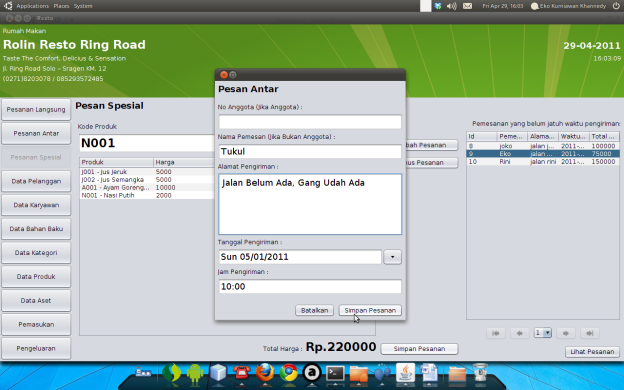 Applications Places System
Fri Apr 29, 16:03 Eko Kurniawan Khannedy
Resto
Rumah Makan
Rolin Resto Ring Road
Taste The Comfort, Delicius & Sensation
Jl. Ring Road Solo - Sragen KM. 12
(0271)8203078 / 085293572485
29-04-2011
16:03:09
Pesanan Langsung
Pesanan Antar
Pesanan Spesial
Data Pelanggan
Data Karyawan
Data Bahan Baku
Data Kategori
Data Produk
Data Aset
Pemasukan
Pengeluaran
Pesan Spesial
Kode Produk
N001
Produk Harga
J001 - Jus Jeruk 5000
J002 - Jus Semangka 5000
A001 - Ayam Goreng... 10000
N001 - Nasi Putih 2000
Pesan Antar
No Anggota (Jika Anggota) :
Nama Pemesan (Jika Bukan Anggota) :
Tukul
Alamat Pengiriman :
Jalan Belum Ada, Gang Udah Ada
Tanggal Pengiriman :
Sun 05/01/2011
Jam Pengiriman :
10:00
Batalkan Simpan Pesanan
bah Pesanan
us Pesanan
Pemesanan yang belum jatuh waktu pengiriman:
Id Peme... Alama... Waktu... Total ...
8 joko jalan j... 2011-... 100000
9 Eko jalan ... 2011-... 75000
10 Rini jalan rini 2011-... 150000
1
Total Harga : Rp.220000 Simpan Pesanan
Lihat Pesanan